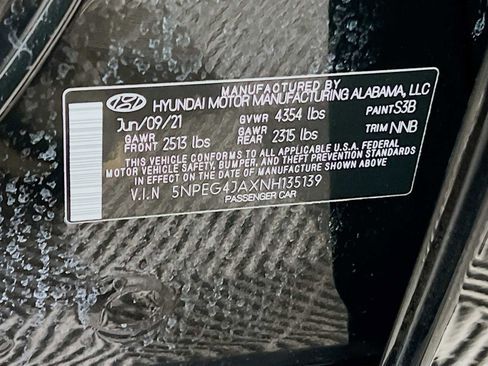 MANUFACTURED BY
HYUNDAI MOTOR MANUFACTURING ALABAMA, LLC
Jun/09/21 GVWR 4354 lbs PAINT S3B
GAWR FRONT 2513 lbs GAWR REAR 2315 lbs TRIM NNB
THIS VEHICLE CONFORMS TO ALL APPLICABLE U.S.A. FEDERAL
MOTOR VEHICLE SAFETY, BUMPER, AND THEFT PREVENTION STANDARDS
IN EFFECT ON THE DATE OF MANUFACTURE SHOWN ABOVE.
V.I.N 5NPEG4JAXNH135139
PASSENGER CAR